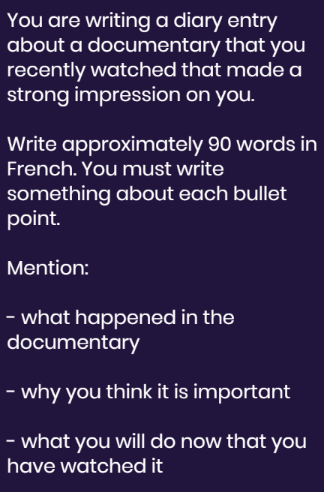 You are writing a diary entry
about a documentary that you
recently watched that made a
strong impression on you.
Write approximately 90 words in
French. You must write
something about each bullet
point.
Mention:
- what happened in the
documentary
- why you think it is important
- what you will do now that you
have watched it